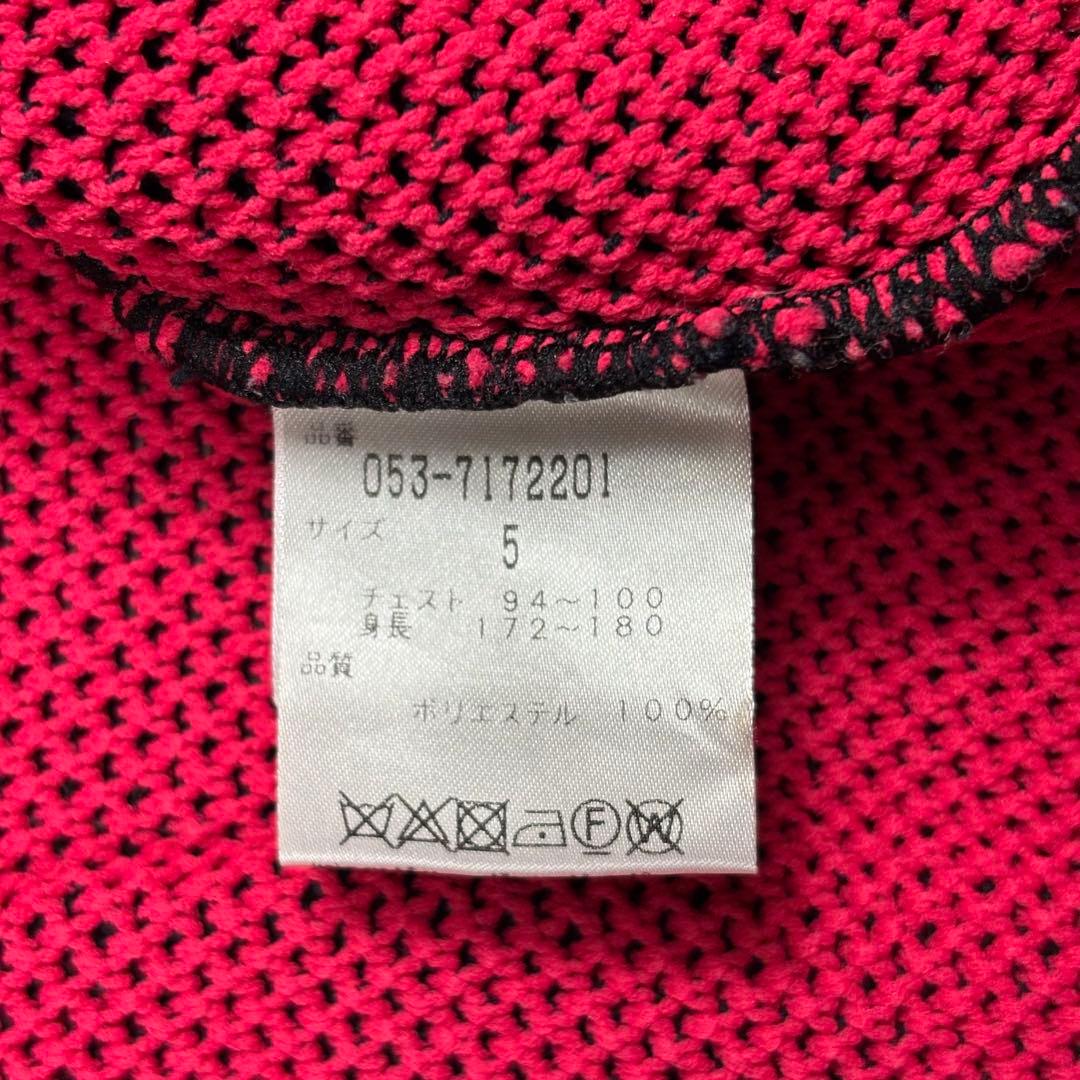 品番
053-7172201
サイズ
5
チェスト 94～100
身長 172～180
品質
ポリエステル 100%
F
W